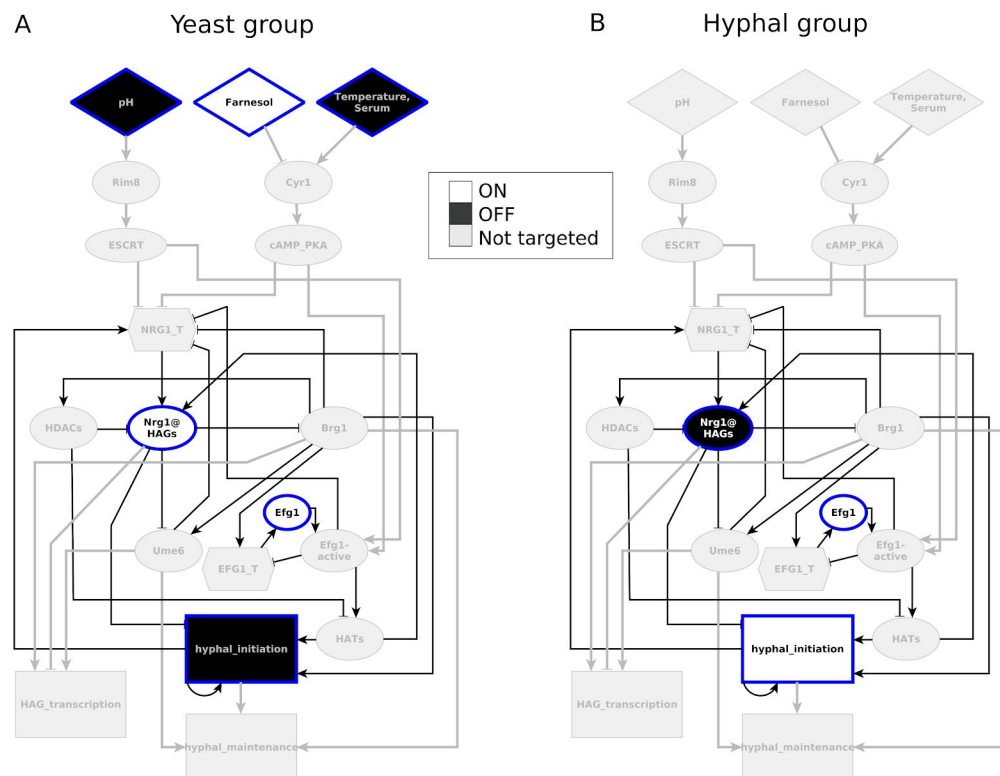 A
Yeast group
B
Hyphal group
pH
Farnesol
Temperature,
Serum
pH
Farnesol
Temperature,
Serum
Rim8
Cyr1
ON
OFF
Not targeted
Rim8
Cyr1
ESCRT
cAMP_PKA
ESCRT
cAMP_PKA
NRG1_T
NRG1_T
HDACs
Nrg1@
HAGs
Brg1
HDACs
Nrg1@
HAGs
Brg1
Efg1
Efg1
Ume6
EFG1_T
Efg1-
active
Ume6
EFG1_T
Efg1-
active
hyphal_initiation
HATs
hyphal_initiation
HATs
HAG_transcription
HAG_transcription
hyphal_maintenance
hyphal_maintenance